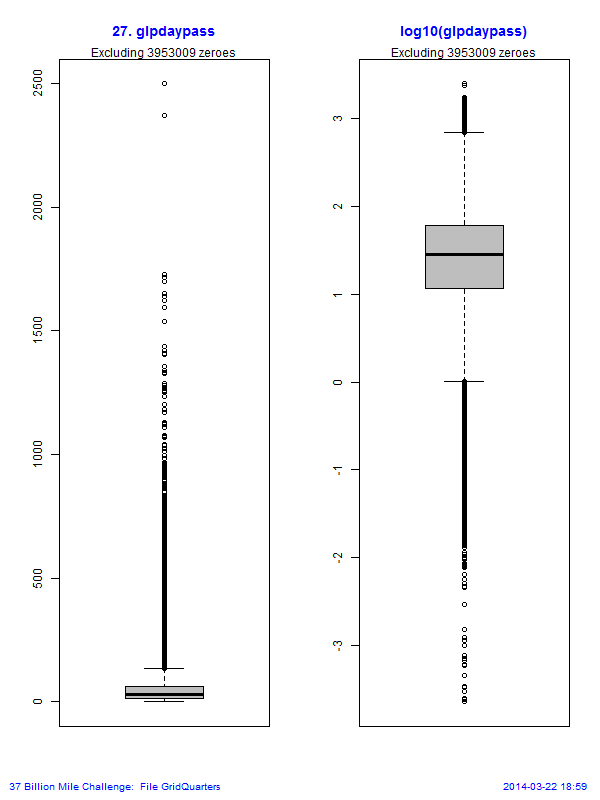 27. glpdaypass
Excluding 3953009 zeroes
2500
2000
1500
1000
500
0
log10(glpdaypass)
Excluding 3953009 zeroes
3
2
1
0
-1
-2
-3
37 Billion Mile Challenge: File GridQuarters
2014-03-22 18:59